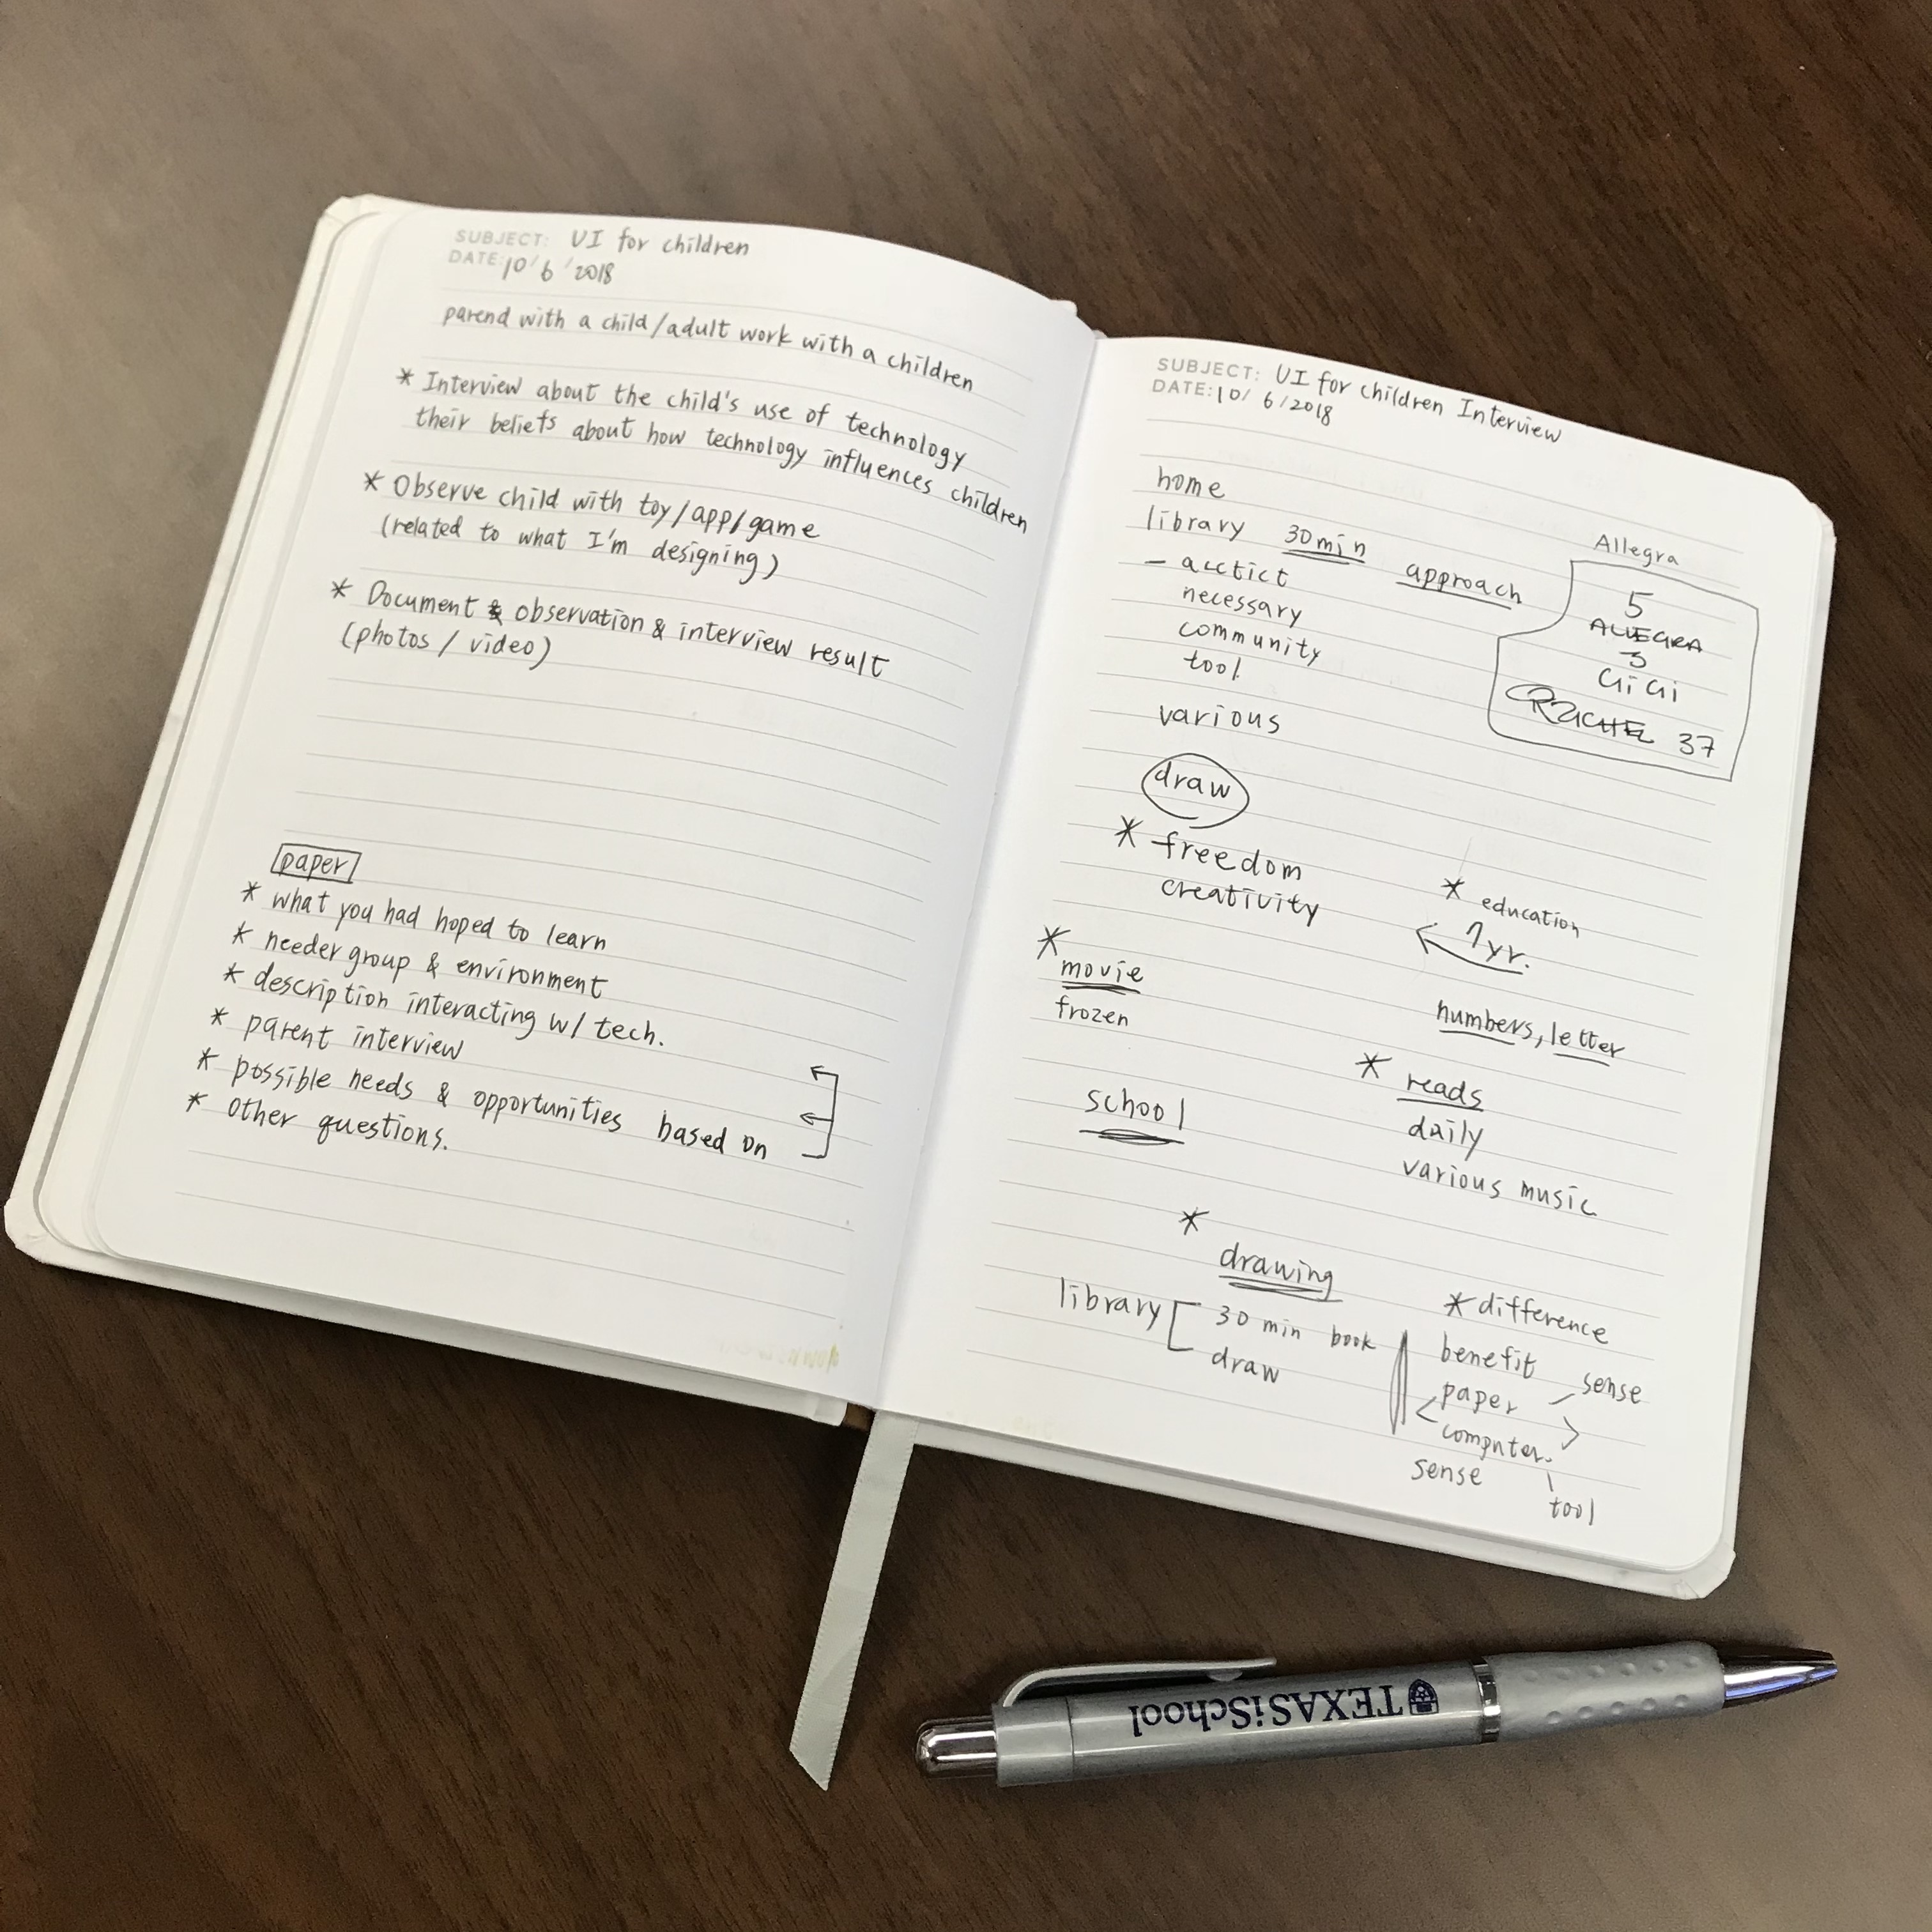 SUBJECT: UI for children
DATE: 10/6/2018
parend with a child/adult work with a children
* Interview about the child's use of technology
their beliefs about how technology influences children
* Observe child with toy/app/game
(related to what I'm designing)
* Document & observation & interview result
(photos / video)
paper
* what you had hoped to learn
* needer group & environment
* description interacting w/ tech.
* parent interview
* possible needs & opportunities based on
* Other questions.
SUBJECT: UI for children Interview
DATE: 10/6/2018
home
library 30min approach
- acctict
necessary
community
tool
various
Allegra
5
ALLEGRA
3
GiGi
RACHEL 37
draw
* freedom
creativity
* education
1yr.
* movie
frozen
numbers, letter
* reads
daily
various music
school
* drawing
library [ 30 min book
draw
* difference
benefit
paper - sense
computer.
sense
tool
TEXAS iSchool